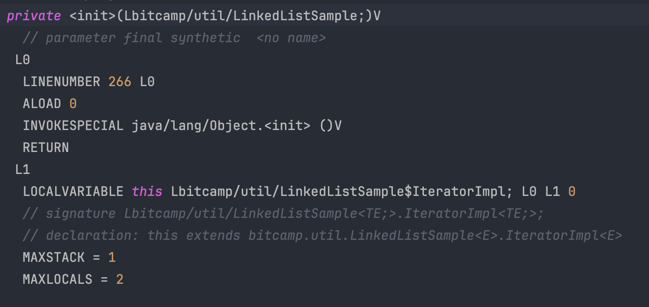 private <init>(Lbitcamp/util/LinkedListSample;)V
// parameter final synthetic  <no name>
L0
LINENUMBER 266 L0
ALOAD 0
INVOKESPECIAL java/lang/Object.<init> ()V
RETURN
L1
LOCALVARIABLE this Lbitcamp/util/LinkedListSample$IteratorImpl; L0 L1 0
// signature Lbitcamp/util/LinkedListSample<TE;>.IteratorImpl<TE;>;
// declaration: this extends bitcamp.util.LinkedListSample<E>.IteratorImpl<E>
MAXSTACK = 1
MAXLOCALS = 2